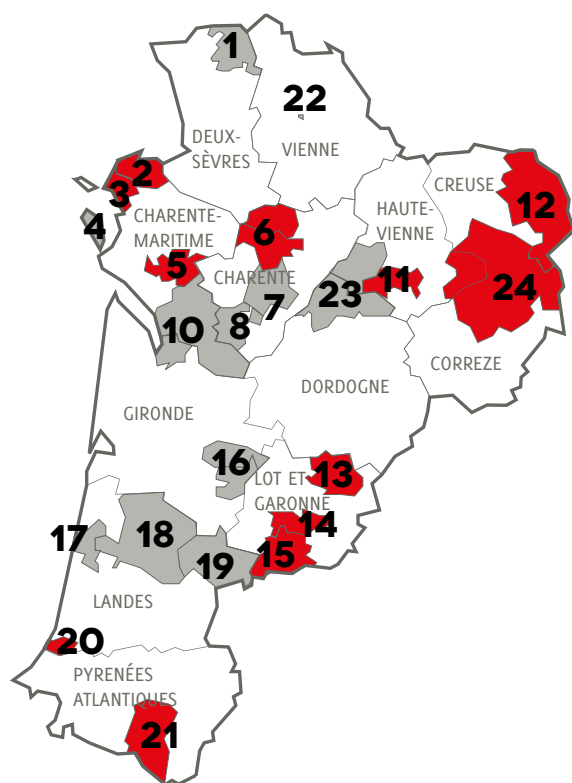 1
22
DEUX-
SÈVRES
VIENNE
2
3
CREUSE
12
4
CHARENTE-
MARITIME
6
HAUTE-
VIENNE
5
CHARENTE
11
24
23
7
10
8
CORREZE
DORDOGNE
GIRONDE
16
LOT ET
GARONNE
13
14
17
18
15
19
LANDES
20
PYRENÉES
ATLANTIQUES
21